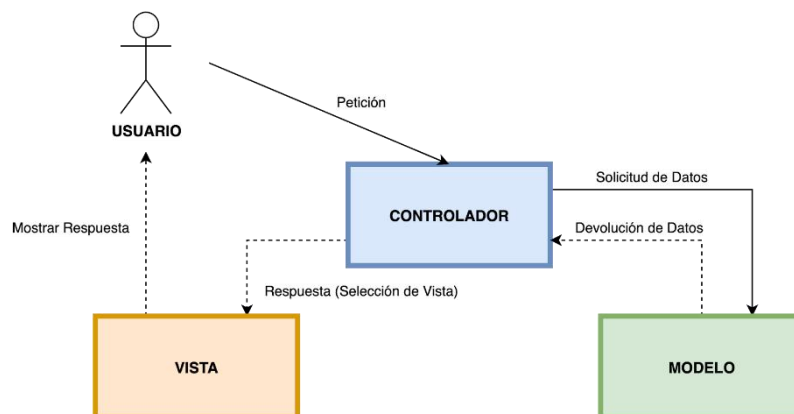 Petición
USUARIO
Solicitud de Datos
CONTROLADOR
Mostrar Respuesta
Devolución de Datos
Respuesta (Selección de Vista)
VISTA
MODELO